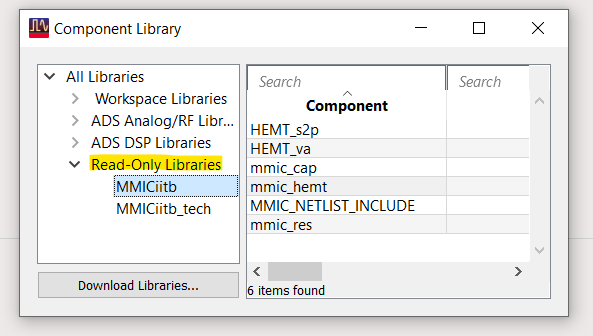 Component Library
All Libraries
Workspace Libraries
ADS Analog/RF Libr...
ADS DSP Libraries
Read-Only Libraries
MMICiitb
MMICiitb_tech
Download Libraries...
Search
Search
Component
HEMT_s2p
HEMT_va
mmic_cap
mmic_hemt
MMIC_NETLIST_INCLUDE
mmic_res
6 items found